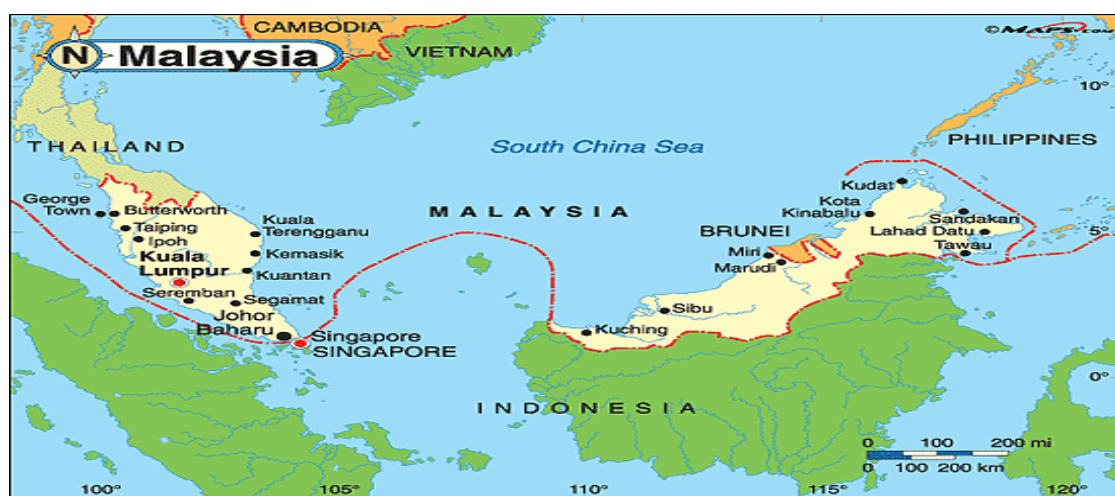 CAMBODIA
©MAPS.com
N Malaysia
VIETNAM
10°
THAILAND
South China Sea
PHILIPPINES
Kudat
George
Town
Butterworth
Taiping
Ipoh
Kuala
Terengganu
MALAYSIA
Kota
Kinabalu
Sandakan
Lahad Datu
Tawau
5°
BRUNEI
Miri
Marudi
Kemasik
Kuala
Lumpur
Kuantan
Seremban
Segamat
Sibu
Johor
Baharu
Kuching
Singapore
SINGAPORE
0°
INDONESIA
0 100 200 mi
0 100 200 km
100° 105° 110° 115° 120°